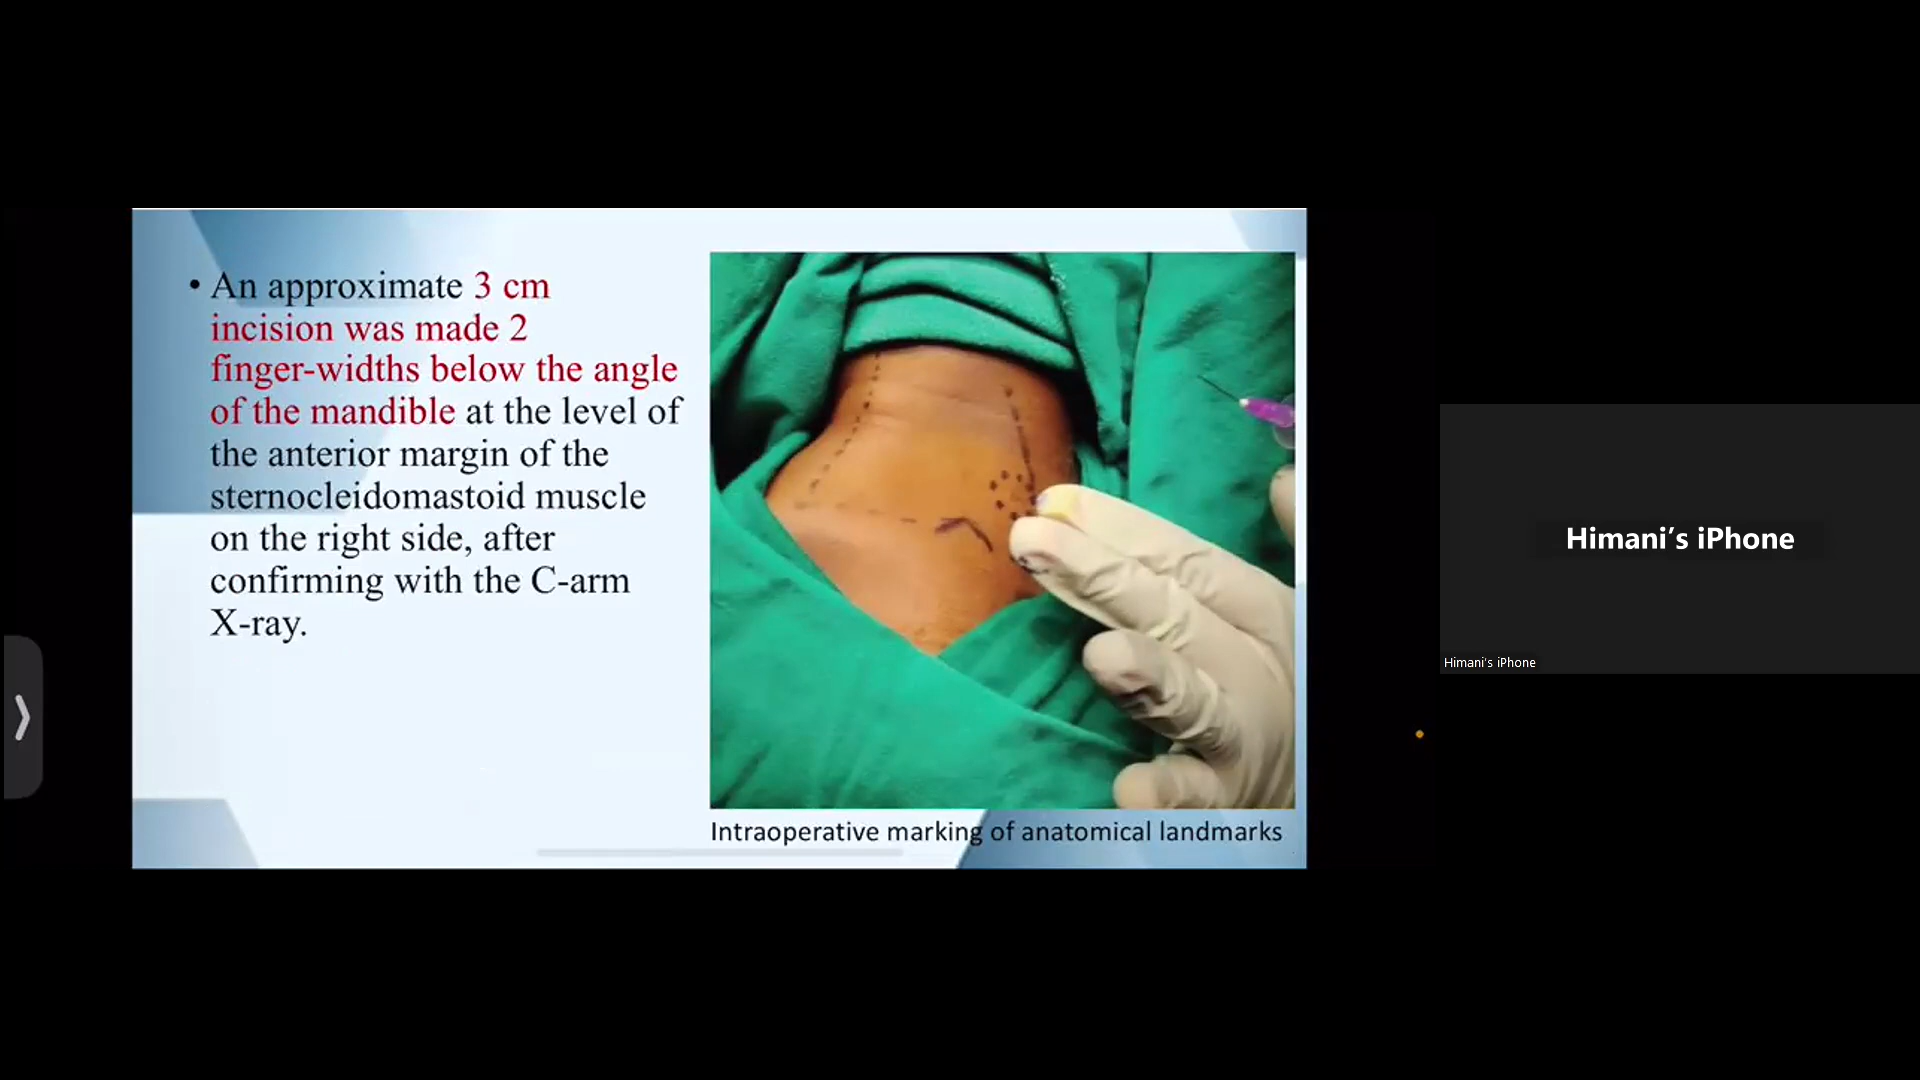 • An approximate 3 cm
incision was made 2
finger-widths below the angle
of the mandible at the level of
the anterior margin of the
sternocleidomastoid muscle
on the right side, after
confirming with the C-arm
X-ray.
Intraoperative marking of anatomical landmarks
Himani’s iPhone
Himani's iPhone